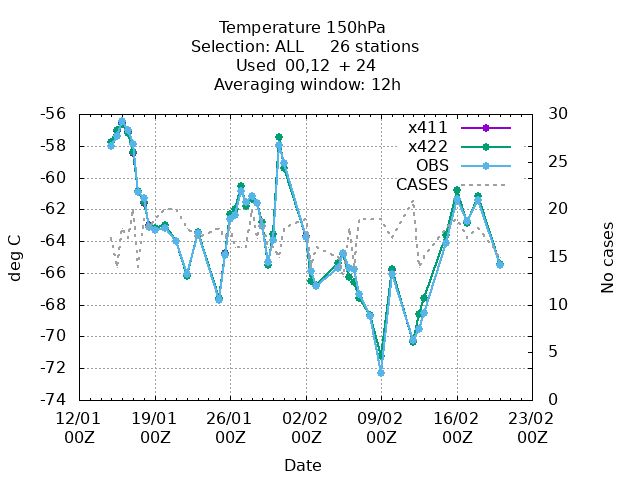 Temperature 150hPa
Selection: ALL 26 stations
Used 00,12 + 24
Averaging window: 12h
-56
-58
-60
-62
-64
-66
-68
-70
-72
-74
deg C
30
25
20
15
10
5
0
No cases
x411
x422
OBS
CASES
12/01 19/01 26/01 02/02 09/02 16/02 23/02
00Z 00Z 00Z 00Z 00Z 00Z 00Z
Date